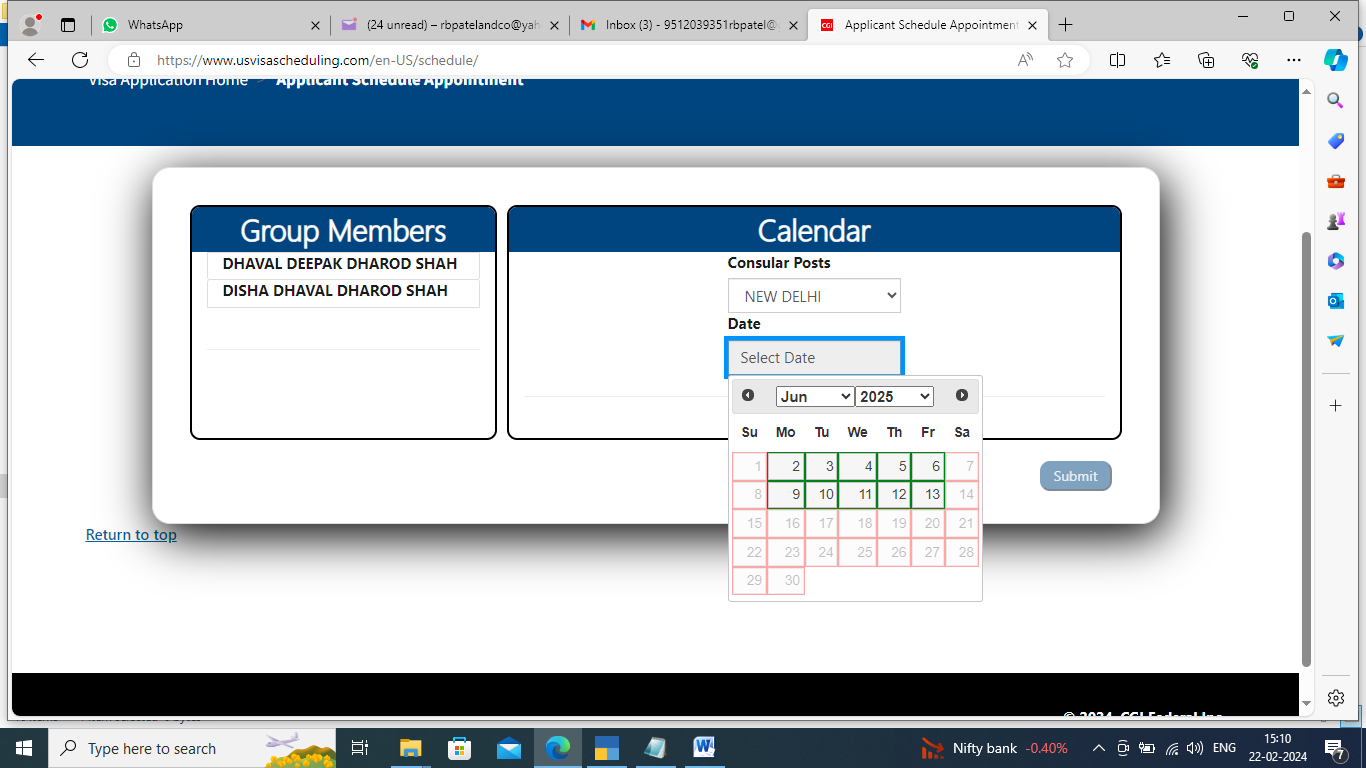 WhatsApp
(24 unread) – rbpatelandco@yah
Inbox (3) - 9512039351rbpatel@g
CGI
Applicant Schedule Appointment
https://www.usvisascheduling.com/en-US/schedule/
Visa Application Home > Applicant Schedule Appointment
Group Members
DHAVAL DEEPAK DHAROD SHAH
DISHA DHAVAL DHAROD SHAH
Calendar
Consular Posts
NEW DELHI
Date
Select Date
Jun 2025
Su Mo Tu We Th Fr Sa
1 2 3 4 5 6 7
8 9 10 11 12 13 14
15 16 17 18 19 20 21
22 23 24 25 26 27 28
29 30
Submit
Return to top
© 2024 CGI Federal Inc
Type here to search
Nifty bank -0.40%
ENG
15:10
22-02-2024
7